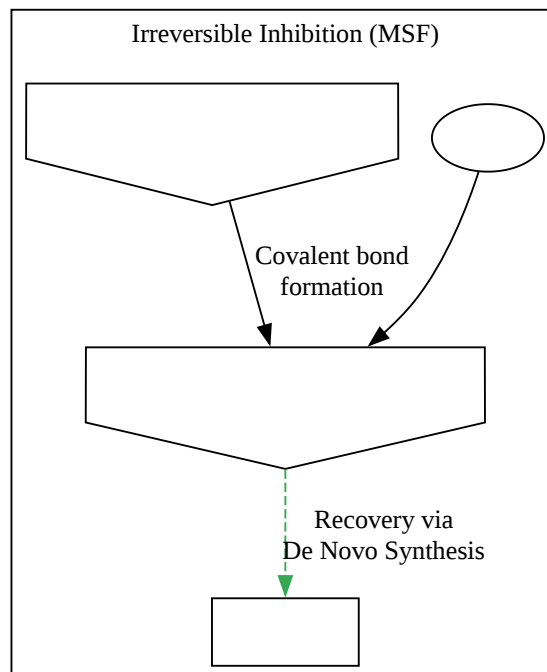 Irreversible Inhibition (MSF)
Covalent bond
formation
Recovery via
De Novo Synthesis